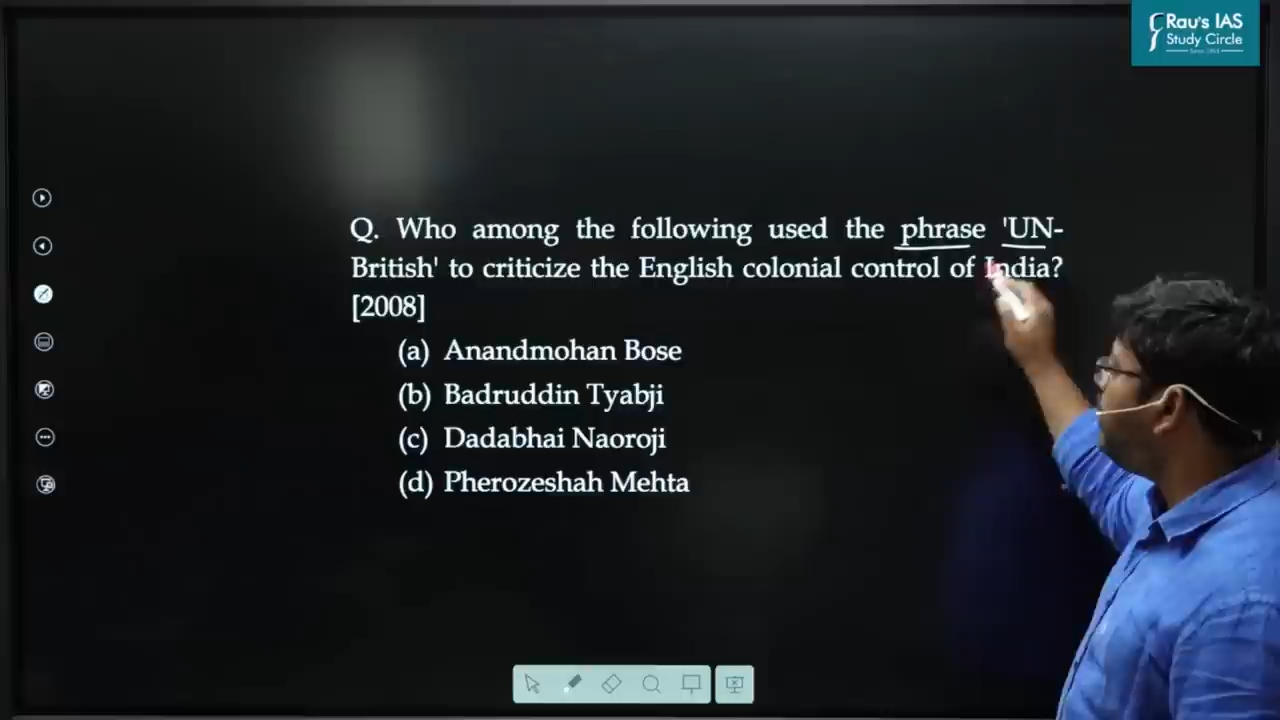 Rau's IAS
Study Circle
Q. Who among the following used the phrase 'UN-
British' to criticize the English colonial control of India?
[2008]
(a) Anandmohan Bose
(b) Badruddin Tyabji
(c) Dadabhai Naoroji
(d) Pherozeshah Mehta